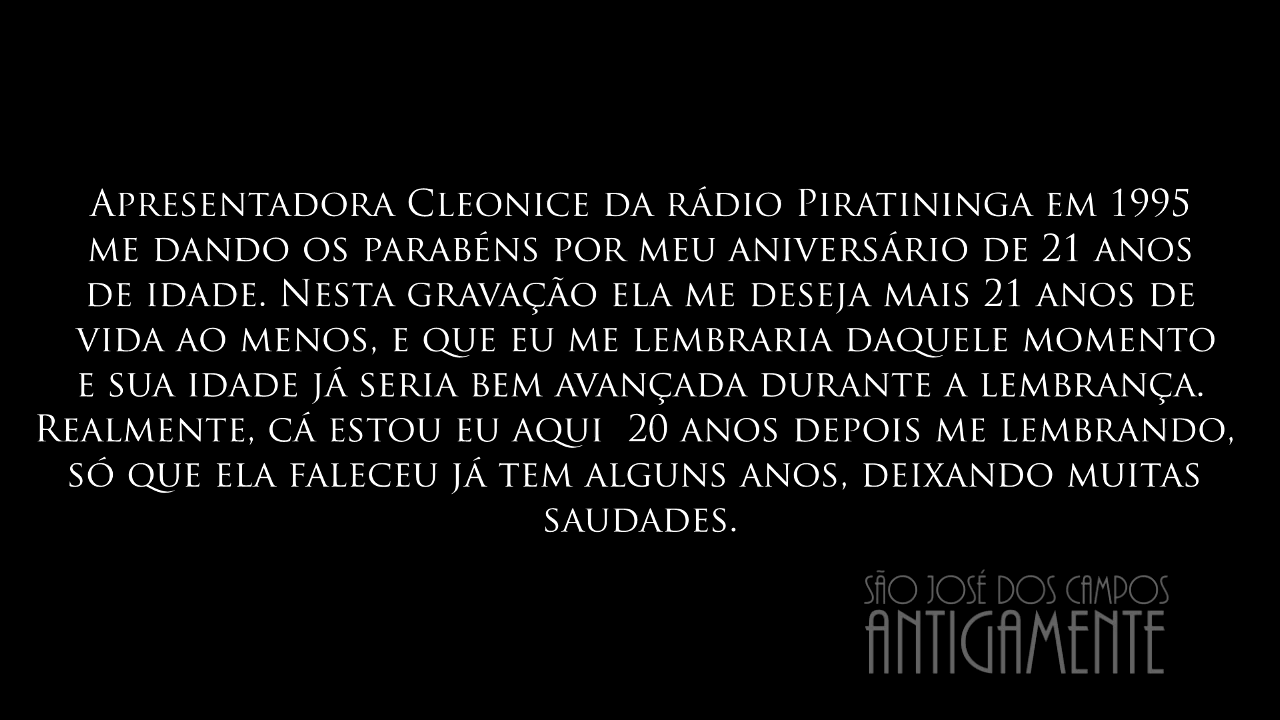 Apresentadora Cleonice da rádio Piratininga em 1995
me dando os parabéns por meu aniversário de 21 anos
de idade. Nesta gravação ela me deseja mais 21 anos de
vida ao menos, e que eu me lembraria daquele momento
e sua idade já seria bem avançada durante a lembrança.
Realmente, cá estou eu aqui  20 anos depois me lembrando,
só que ela faleceu já tem alguns anos, deixando muitas
saudades.
SÃO JOSÉ DOS CAMPOS
ANTIGAMENTE